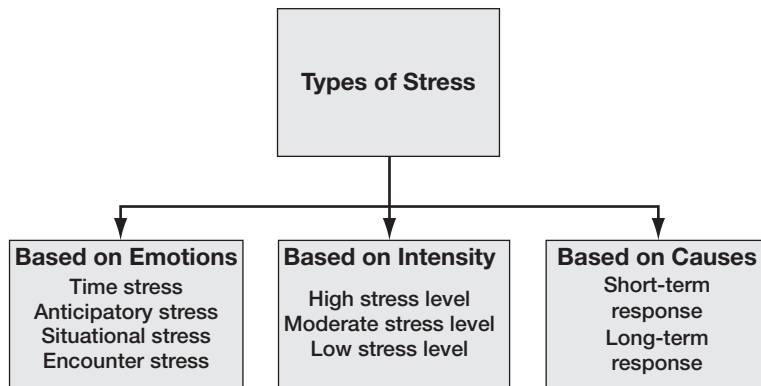 Types of Stress
Based on Emotions
Time stress
Anticipatory stress
Situational stress
Encounter stress
Based on Intensity
High stress level
Moderate stress level
Low stress level
Based on Causes
Short-term
response
Long-term
response